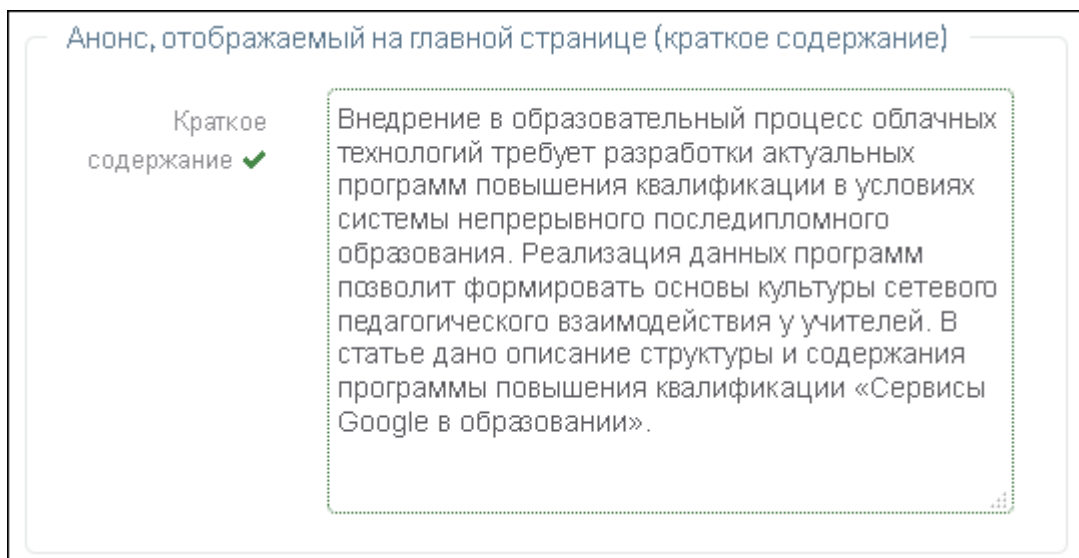 Анонс, отображаемый на главной странице (краткое содержание)
Краткое
содержание
Внедрение в образовательный процесс облачных
технологий требует разработки актуальных
программ повышения квалификации в условиях
системы непрерывного последипломного
образования. Реализация данных программ
позволит формировать основы культуры сетевого
педагогического взаимодействия у учителей. В
статье дано описание структуры и содержания
программы повышения квалификации «Сервисы
Google в образовании».